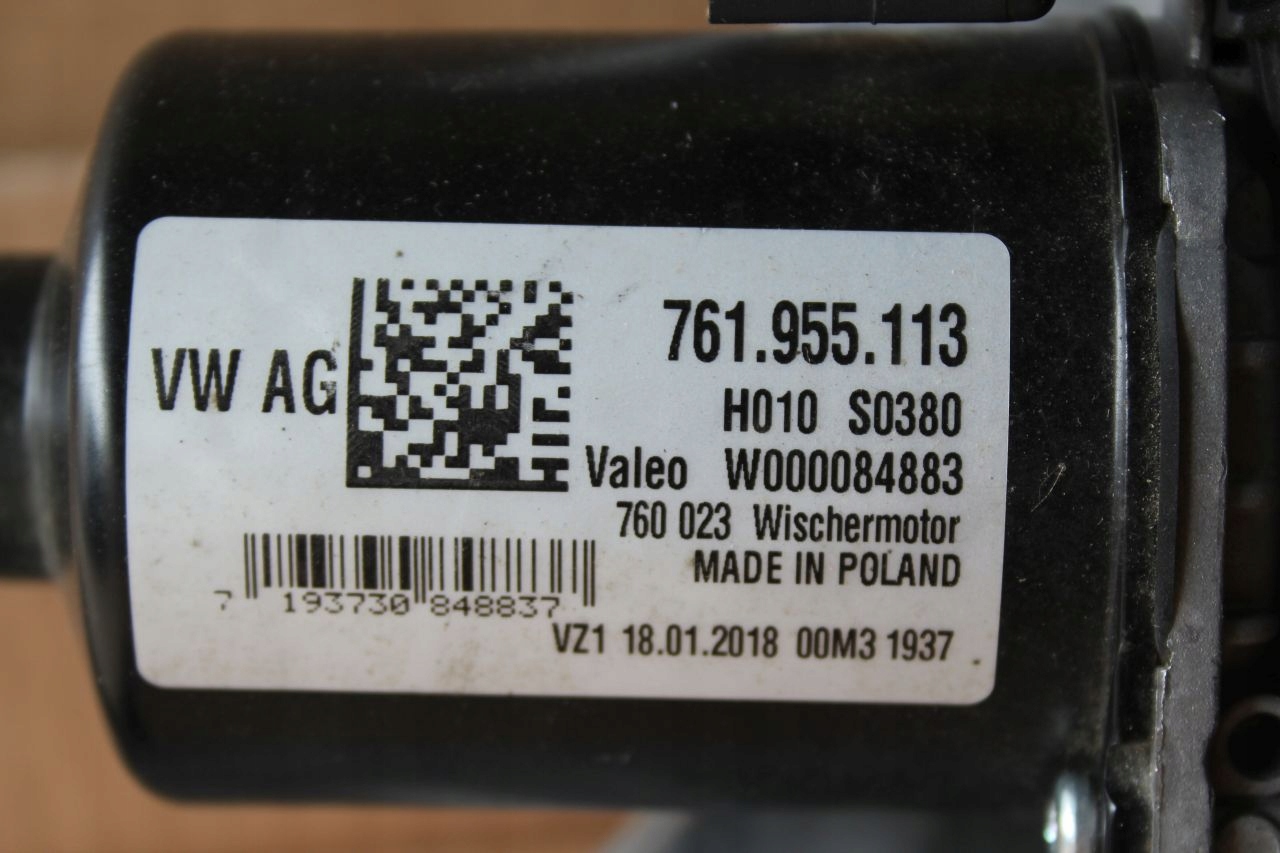 VW AG
761.955.113
H010 S0380
Valeo W000084883
760 023 Wischermotor
MADE IN POLAND
7 193730 848837
VZ1 18.01.2018 00M3 1937